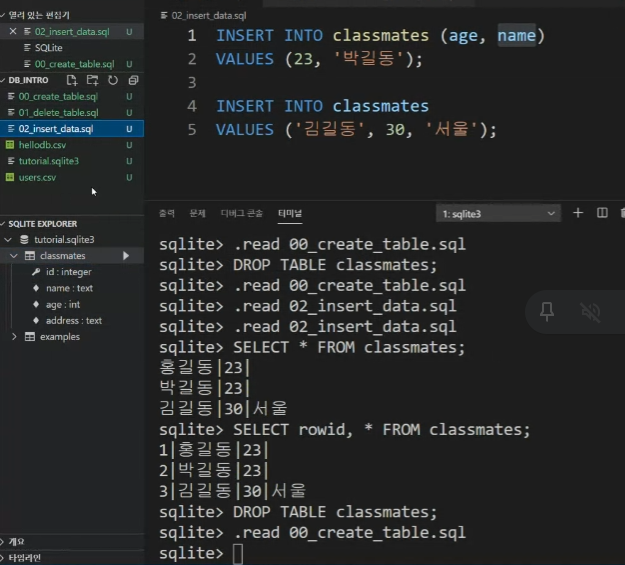 열려 있는 편집기
02_insert_data.sql U
SQLite
00_create_table.sql U
DB_INTRO
00_create_table.sql U
01_delete_table.sql U
02_insert_data.sql U
hellodb.csv U
tutorial.sqlite3 U
users.csv U
SQLITE EXPLORER
tutorial.sqlite3
classmates
id : integer
name : text
age : int
address : text
examples
개요
타임라인
02_insert_data.sql
1 INSERT INTO classmates (age, name)
2 VALUES (23, '박길동');
3
4 INSERT INTO classmates
5 VALUES ('김길동', 30, '서울');
출력 문제 디버그 콘솔 터미널 1: sqlite3
sqlite> .read 00_create_table.sql
sqlite> DROP TABLE classmates;
sqlite> .read 00_create_table.sql
sqlite> .read 02_insert_data.sql
sqlite> .read 02_insert_data.sql
sqlite> SELECT * FROM classmates;
홍길동|23|
박길동|23|
김길동|30|서울
sqlite> SELECT rowid, * FROM classmates;
1|홍길동|23|
2|박길동|23|
3|김길동|30|서울
sqlite> DROP TABLE classmates;
sqlite> .read 00_create_table.sql
sqlite>